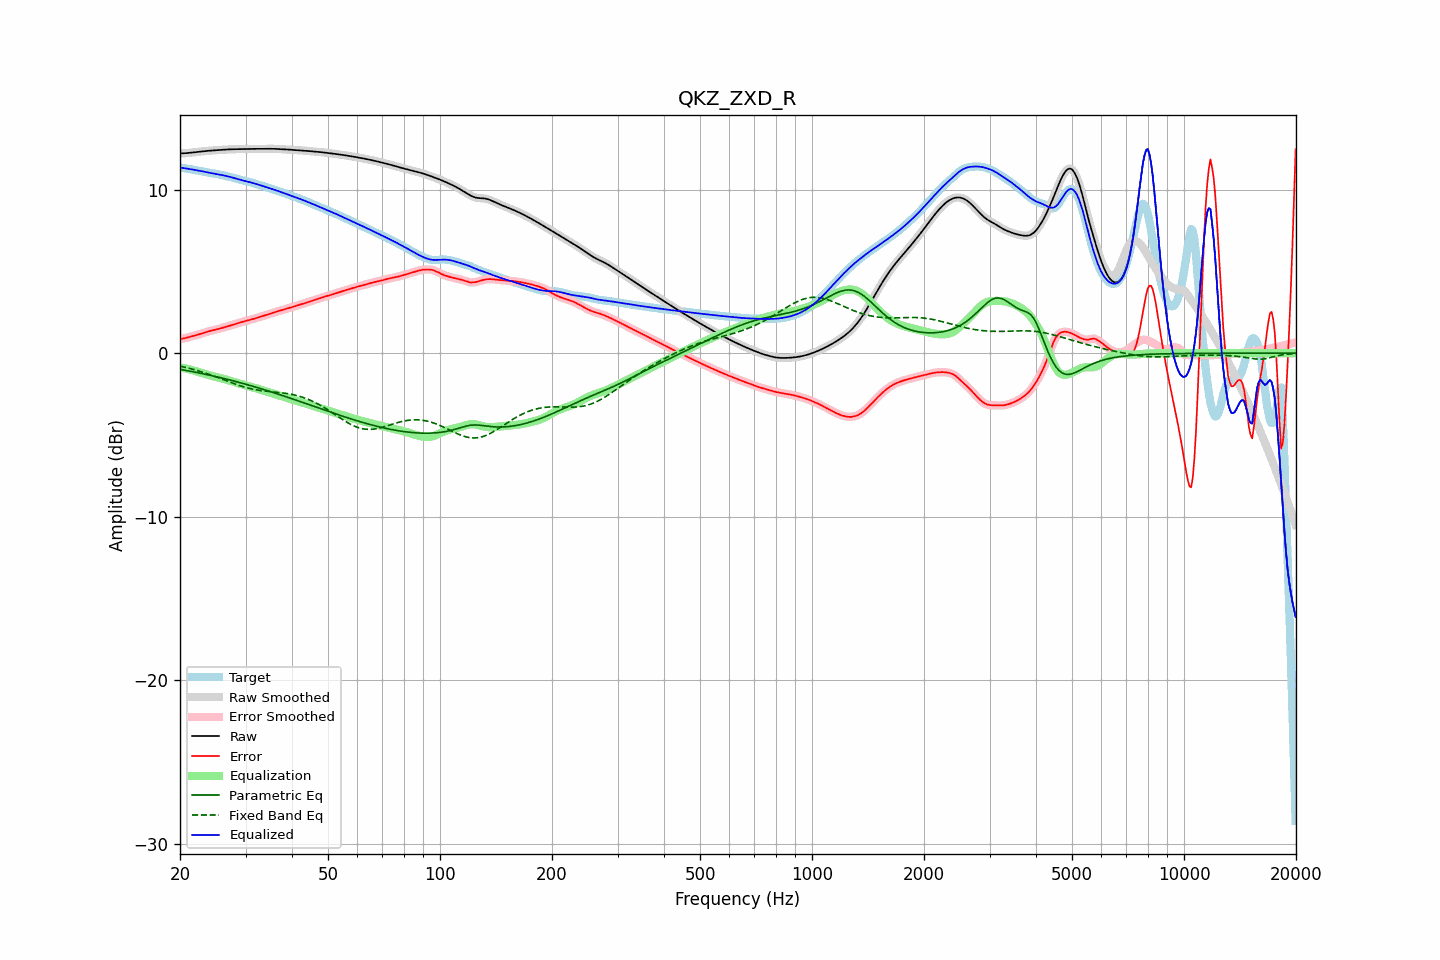 QKZ_ZXD_R
Amplitude (dBr)
10
0
−10
−20
−30
Target
Raw Smoothed
Error Smoothed
Raw
Error
Equalization
Parametric Eq
Fixed Band Eq
Equalized
20 50 100 200 500 1000 2000 5000 10000 20000
Frequency (Hz)